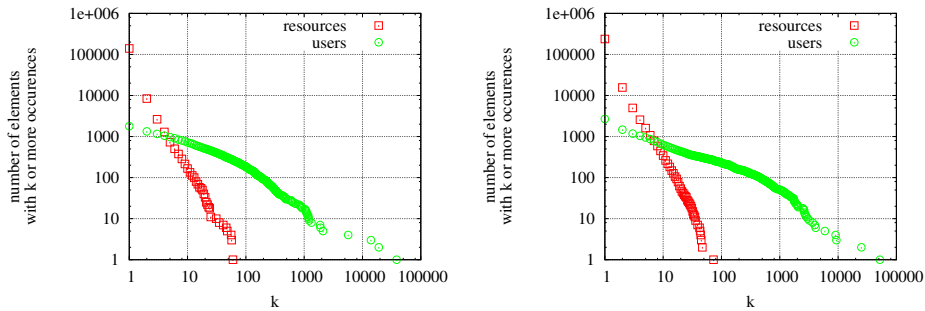 1e+006
100000
10000
1000
100
10
1
number of elements
with k or more occurences
resources
users
1 10 100 1000 10000 100000
k
1e+006
100000
10000
1000
100
10
1
number of elements
with k or more occurences
resources
users
1 10 100 1000 10000 100000
k